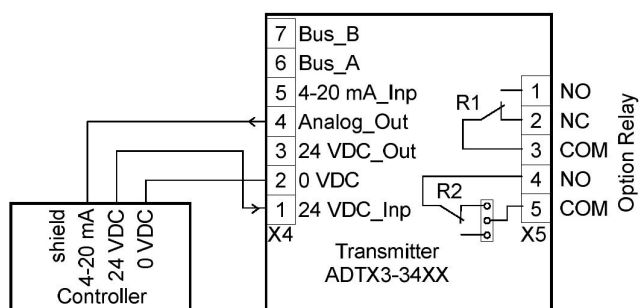 7 Bus_B
6 Bus_A
5 4-20 mA_Inp
4 Analog_Out
3 24 VDC_Out
2 0 VDC
1 24 VDC_Inp
X4
R1
R2
1 NO
2 NC
3 COM
4 NO
5 COM
X5
Option Relay
Transmitter
ADTX3-34XX
shield
4-20 mA
24 VDC
0 VDC
Controller